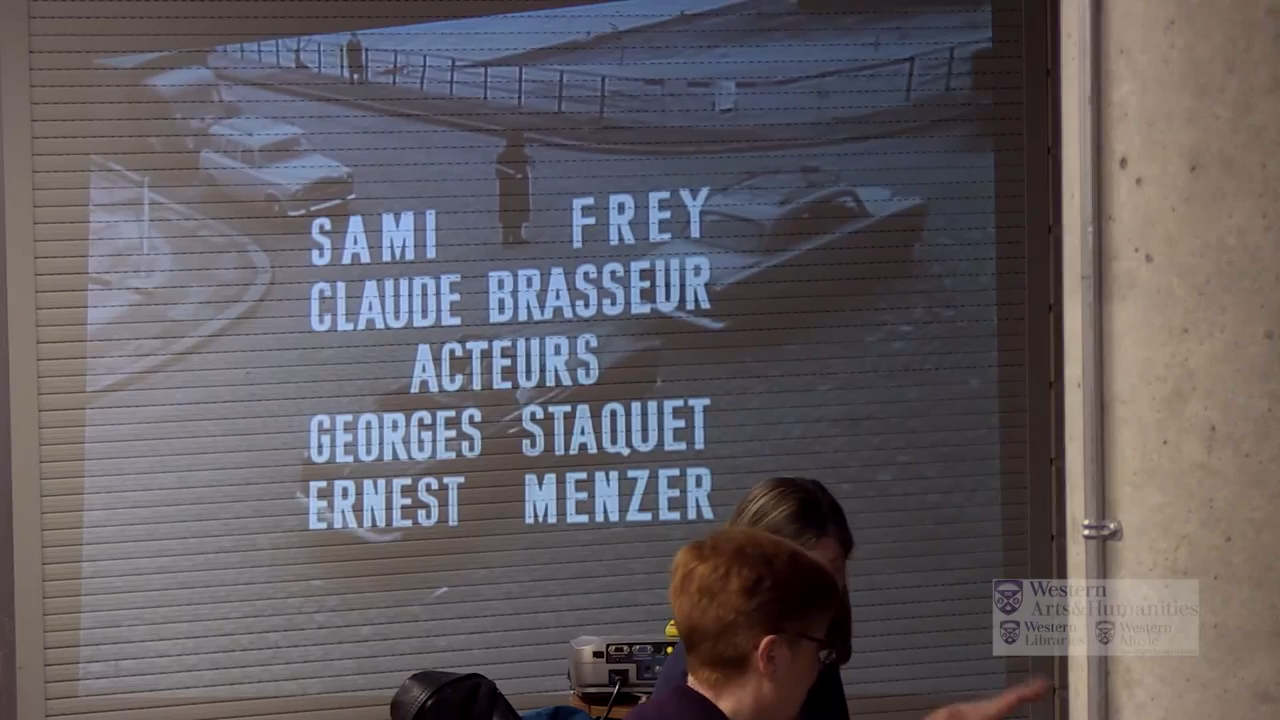 SAMI FREY
CLAUDE BRASSEUR
ACTEURS
GEORGES STAQUET
ERNEST MENZER
Western
Arts&Humanities
Western
Libraries
Western
Music